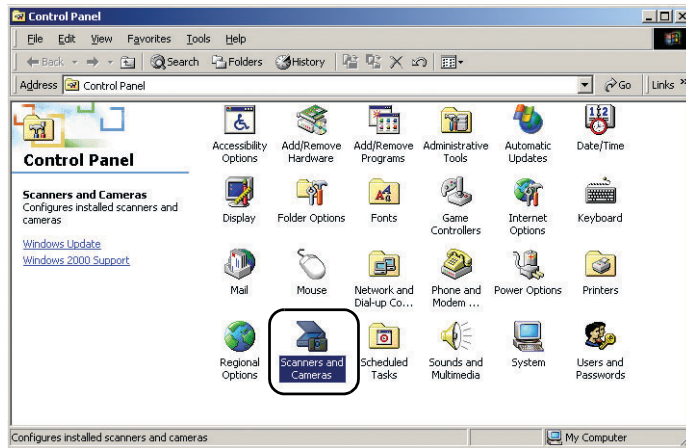 Control Panel
File Edit View Favorites Tools Help
Back Search Folders History
Address Control Panel Go Links »
Control Panel
Scanners and Cameras
Configures installed scanners and
cameras
Windows Update
Windows 2000 Support
Accessibility Options
Add/Remove Hardware
Add/Remove Programs
Administrative Tools
Automatic Updates
Date/Time
Display
Folder Options
Fonts
Game Controllers
Internet Options
Keyboard
Mail
Mouse
Network and Dial-up Co...
Phone and Modem ...
Power Options
Printers
Regional Options
Scanners and Cameras
Scheduled Tasks
Sounds and Multimedia
System
Users and Passwords
Configures installed scanners and cameras
My Computer